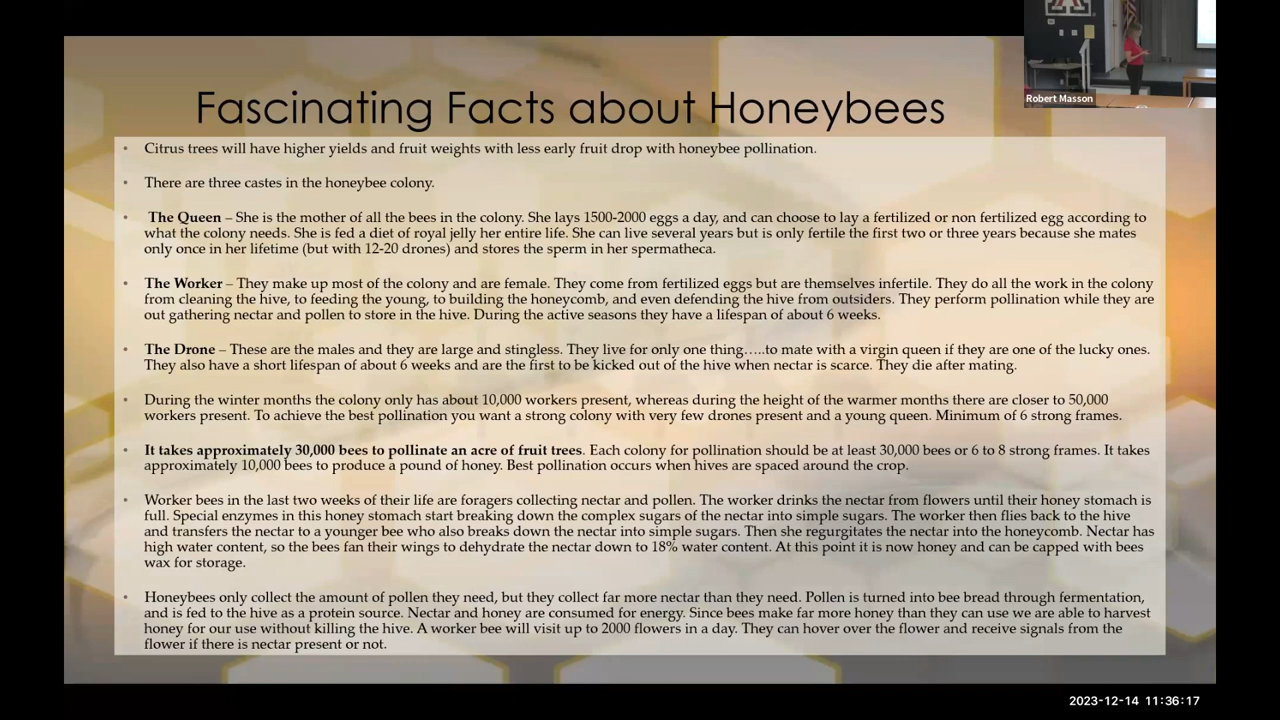 Fascinating Facts about Honeybees
Robert Masson
• Citrus trees will have higher yields and fruit weights with less early fruit drop with honeybee pollination.
• There are three castes in the honeybee colony.
• The Queen – She is the mother of all the bees in the colony. She lays 1500-2000 eggs a day, and can choose to lay a fertilized or non fertilized egg according to
what the colony needs. She is fed a diet of royal jelly her entire life. She can live several years but is only fertile the first two or three years because she mates
only once in her lifetime (but with 12-20 drones) and stores the sperm in her spermatheca.
• The Worker – They make up most of the colony and are female. They come from fertilized eggs but are themselves infertile. They do all the work in the colony
from cleaning the hive, to feeding the young, to building the honeycomb, and even defending the hive from outsiders. They perform pollination while they are
out gathering nectar and pollen to store in the hive. During the active seasons they have a lifespan of about 6 weeks.
• The Drone – These are the males and they are large and stingless. They live for only one thing…..to mate with a virgin queen if they are one of the lucky ones.
They also have a short lifespan of about 6 weeks and are the first to be kicked out of the hive when nectar is scarce. They die after mating.
• During the winter months the colony only has about 10,000 workers present, whereas during the height of the warmer months there are closer to 50,000
workers present. To achieve the best pollination you want a strong colony with very few drones present and a young queen. Minimum of 6 strong frames.
• It takes approximately 30,000 bees to pollinate an acre of fruit trees. Each colony for pollination should be at least 30,000 bees or 6 to 8 strong frames. It takes
approximately 10,000 bees to produce a pound of honey. Best pollination occurs when hives are spaced around the crop.
• Worker bees in the last two weeks of their life are foragers collecting nectar and pollen. The worker drinks the nectar from flowers until their honey stomach is
full. Special enzymes in this honey stomach start breaking down the complex sugars of the nectar into simple sugars. The worker then flies back to the hive
and transfers the nectar to a younger bee who also breaks down the nectar into simple sugars. Then she regurgitates the nectar into the honeycomb. Nectar has
high water content, so the bees fan their wings to dehydrate the nectar down to 18% water content. At this point it is now honey and can be capped with bees
wax for storage.
• Honeybees only collect the amount of pollen they need, but they collect far more nectar than they need. Pollen is turned into bee bread through fermentation,
and is fed to the hive as a protein source. Nectar and honey are consumed for energy. Since bees make far more honey than they can use we are able to harvest
honey for our use without killing the hive. A worker bee will visit up to 2000 flowers in a day. They can hover over the flower and receive signals from the
flower if there is nectar present or not.
2023-12-14 11:36:17